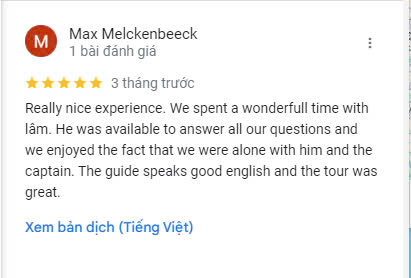 M
Max Melckenbeeck
1 bài đánh giá
3 tháng trước
Really nice experience. We spent a wonderfull time with
lâm. He was available to answer all our questions and
we enjoyed the fact that we were alone with him and the
captain. The guide speaks good english and the tour was
great.
Xem bản dịch (Tiếng Việt)